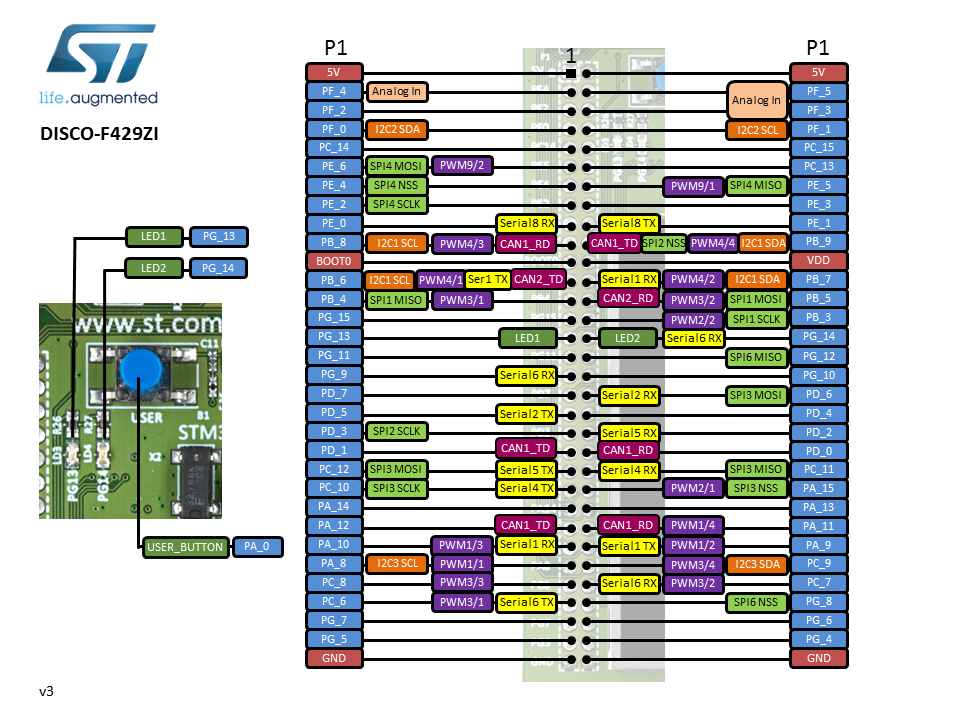 ST
life.augmented
DISCO-F429ZI
P1 1 P1
5V 5V
PF_4 Analog In Analog In PF_5
PF_2 PF_3
PF_0 I2C2 SDA I2C2 SCL PF_1
PC_14 PC_15
PE_6 SPI4 MOSI PWM9/2 PC_13
PE_4 SPI4 NSS PWM9/1 SPI4 MISO PE_5
PE_2 SPI4 SCLK PE_3
PE_0 Serial8 RX Serial8 TX PE_1
PB_8 I2C1 SCL PWM4/3 CAN1_RD CAN1_TD SPI2 NSS PWM4/4 I2C1 SDA PB_9
BOOT0 VDD
PB_6 I2C1 SCL PWM4/1 Ser1 TX CAN2_TD Serial1 RX PWM4/2 I2C1 SDA PB_7
PB_4 SPI1 MISO PWM3/1 CAN2_RD PWM3/2 SPI1 MOSI PB_5
PG_15 PWM2/2 SPI1 SCLK PB_3
PG_13 LED1 LED2 Serial6 RX PG_14
PG_11 SPI6 MISO PG_12
PG_9 Serial6 RX PG_10
PD_7 Serial2 RX SPI3 MOSI PD_6
PD_5 Serial2 TX PD_4
PD_3 SPI2 SCLK Serial5 RX PD_2
PD_1 CAN1_TD CAN1_RD PD_0
PC_12 SPI3 MOSI Serial5 TX Serial4 RX SPI3 MISO PC_11
PC_10 SPI3 SCLK Serial4 TX PWM2/1 SPI3 NSS PA_15
PA_14 PA_13
PA_12 CAN1_TD CAN1_RD PWM1/4 PA_11
PA_10 PWM1/3 Serial1 RX Serial1 TX PWM1/2 PA_9
PA_8 I2C3 SCL PWM1/1 PWM3/4 I2C3 SDA PC_9
PC_8 PWM3/3 Serial6 RX PWM3/2 PC_7
PC_6 PWM3/1 Serial6 TX SPI6 NSS PG_8
PG_7 PG_6
PG_5 PG_4
GND GND
LED1 PG_13
LED2 PG_14
www.st.com
C11
USER
B1
R26
R27
STM3
LD3
LD4
X2
PG13
USER_BUTTON PA_0
v3